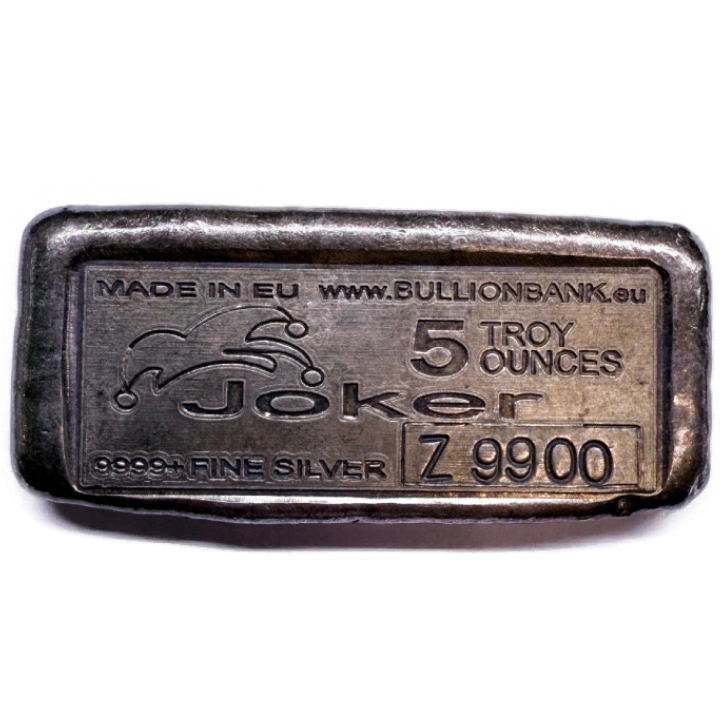 MADE IN EU www.BULLIONBANK.eu
5 TROY OUNCES
Joker
9999+ FINE SILVER
Z 9900